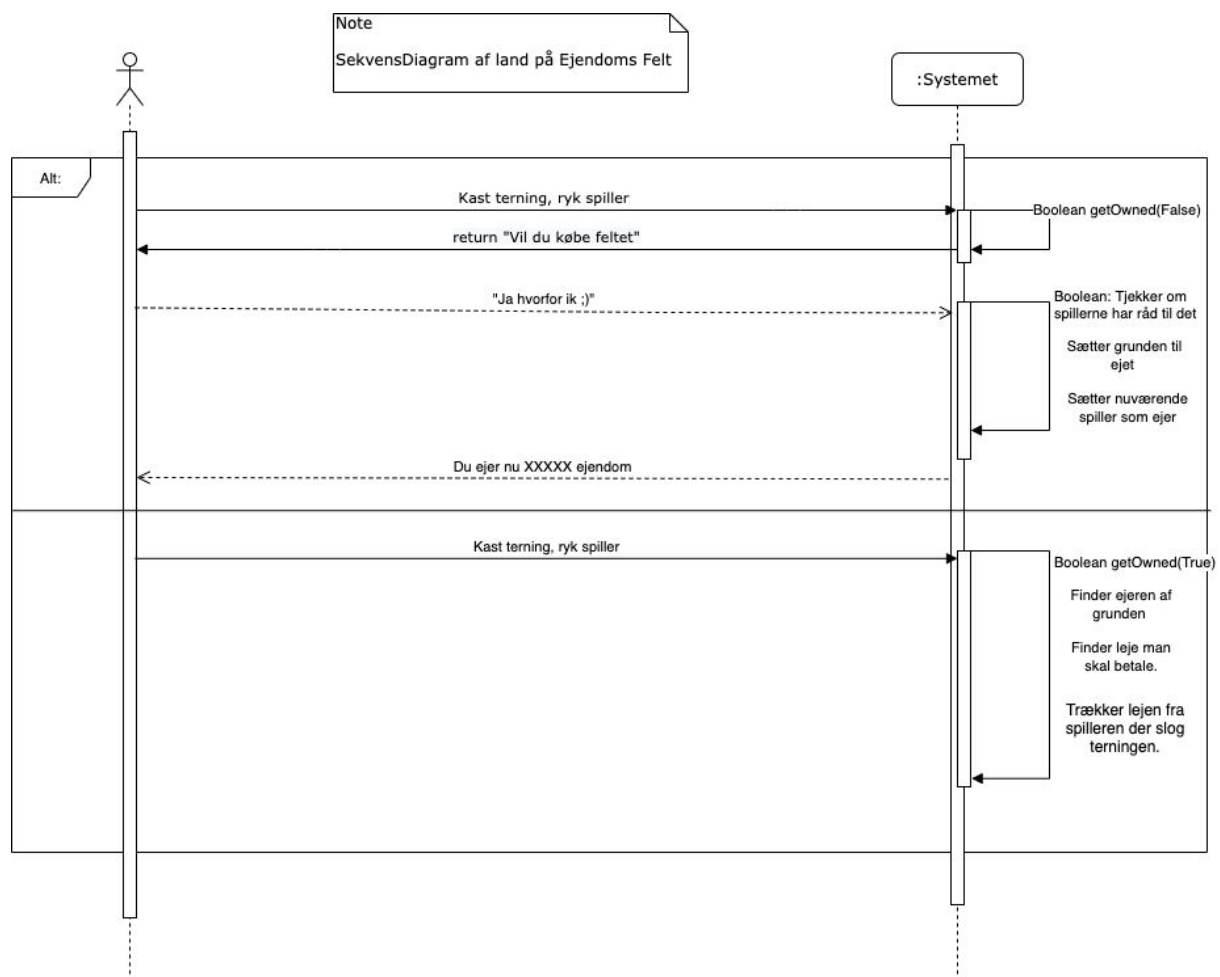 Note
SekvensDiagram af land på Ejendoms Felt
:Systemet
Alt:
Kast terning, ryk spiller
Boolean getOwned(False)
return "Vil du købe feltet"
"Ja hvorfor ik ;)"
Boolean: Tjekker om
spillerne har råd til det
Sætter grunden til
ejet
Sætter nuværende
spiller som ejer
Du ejer nu XXXXX ejendom
Kast terning, ryk spiller
Boolean getOwned(True)
Finder ejeren af
grunden
Finder leje man
skal betale.
Trækker lejen fra
spilleren der slog
terningen.